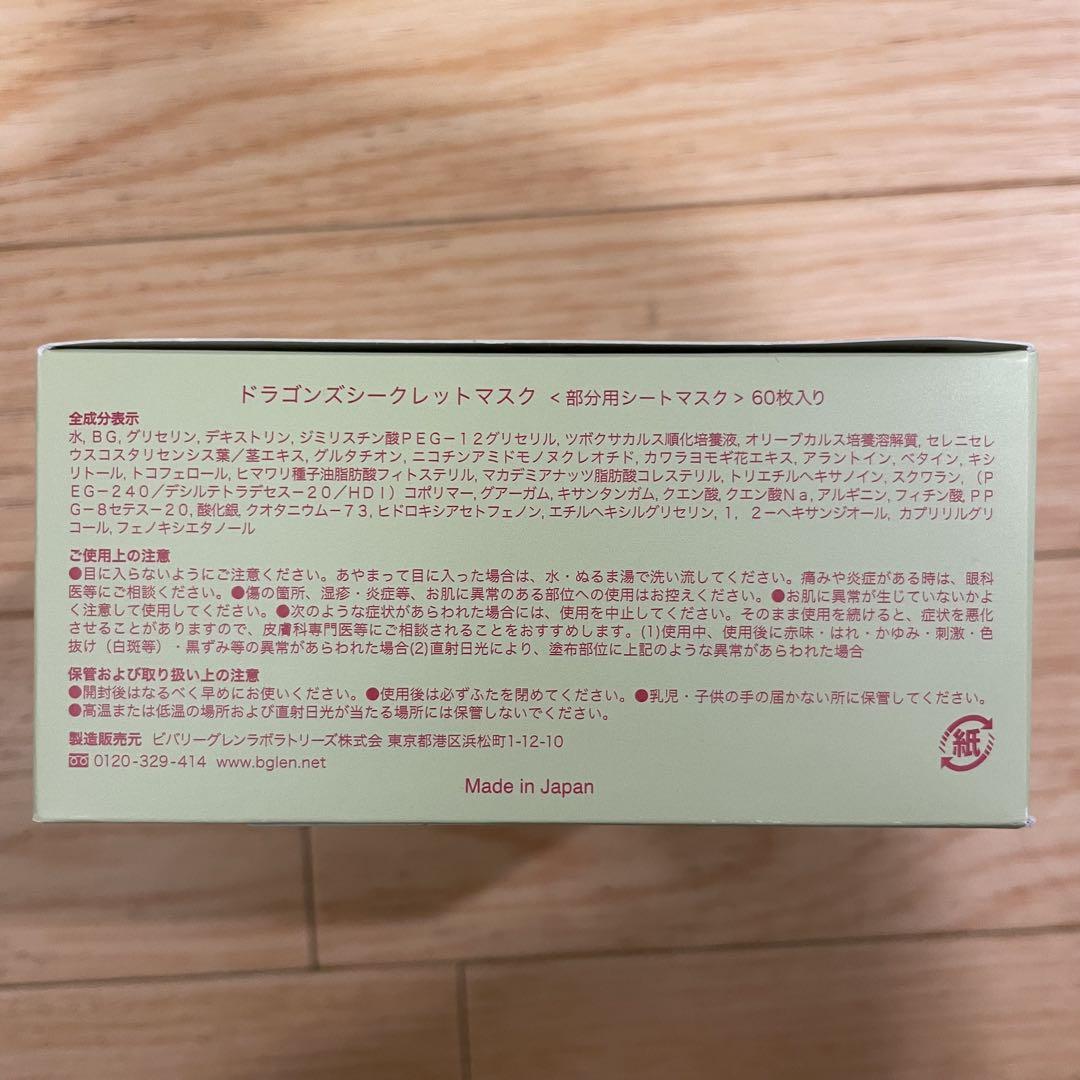 ドラゴンズシークレットマスク <部分用シートマスク> 60枚入り
全成分表示
水, BG, グリセリン, デキストリン, ジミリスチン酸PEG−12グリセリル, ツボクサカルス順化培養液, オリーブカルス培養溶解質, セレニセレ
ウスコスタリセンシス葉/茎エキス, グルタチオン, ニコチンアミドモノヌクレオチド, カワラヨモギ花エキス, アラントイン, ベタイン, キシ
リトール, トコフェロール, ヒマワリ種子油脂肪酸フィトステリル, マカデミアナッツ脂肪酸コレステリル, トリエチルヘキサノイン, スクワラン, (P
EG−240/デシルテトラデセス−20/HDI)コポリマー, グアーガム, キサンタンガム, クエン酸, クエン酸Na, アルギニン, フィチン酸, PP
G−8セテス−20, 酸化銀, クオタニウム−73, ヒドロキシアセトフェノン, エチルヘキシルグリセリン, 1, 2−ヘキサンジオール, カプリリルグリ
コール, フェノキシエタノール
ご使用上の注意
●目に入らないようにご注意ください。あやまって目に入った場合は、水・ぬるま湯で洗い流してください。痛みや炎症がある時は、眼科
医等にご相談ください。●傷の箇所、湿疹・炎症等、お肌に異常のある部位への使用はお控えください。●お肌に異常が生じていないかよ
く注意して使用してください。●次のような症状があらわれた場合には、使用を中止してください。そのまま使用を続けると、症状を悪化
させることがありますので、皮膚科専門医等にご相談されることをおすすめします。(1)使用中、使用後に赤味・はれ・かゆみ・刺激・色
抜け(白斑等)・黒ずみ等の異常があらわれた場合(2)直射日光により、塗布部位に上記のような異常があらわれた場合
保管および取り扱い上の注意
●開封後はなるべく早めにお使いください。●使用後は必ずふたを閉めてください。●乳児・子供の手の届かない所に保管してください。
●高温または低温の場所および直射日光が当たる場所には保管しないでください。
製造販売元 ビバリーグレンラボラトリーズ株式会社 東京都港区浜松町1-12-10
0120-329-414 www.bglen.net
紙
Made in Japan